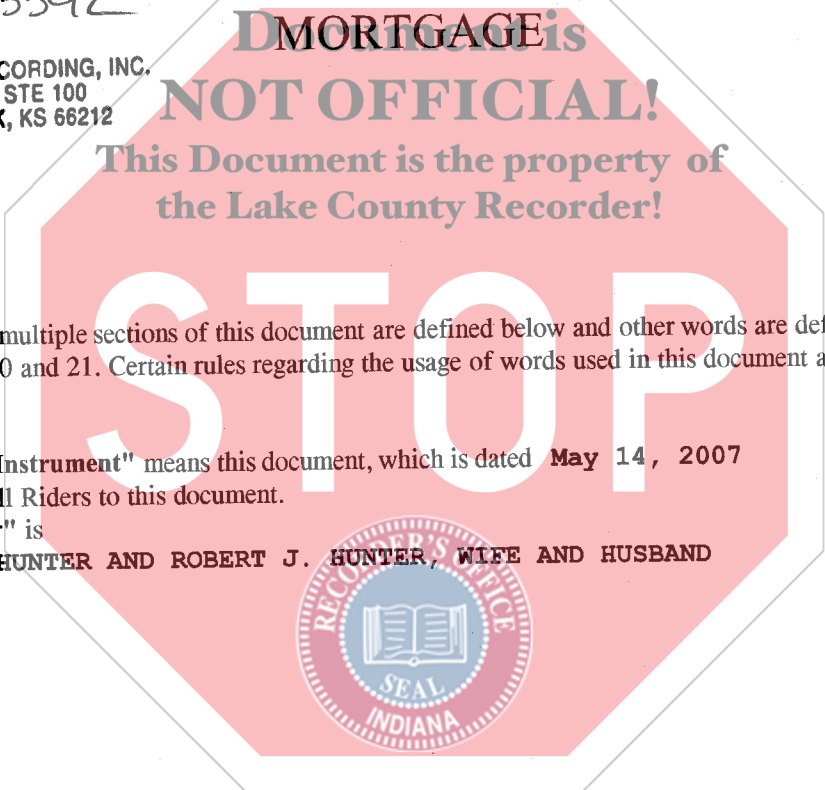 Document is
MORTGAGE
CORDING, INC.
STE 100
, KS 66212
NOT OFFICIAL!
This Document is the property of
the Lake County Recorder!
STOP
multiple sections of this document are defined below and other words are def
0 and 21. Certain rules regarding the usage of words used in this document a
Instrument" means this document, which is dated May 14, 2007
ll Riders to this document.
" is
HUNTER AND ROBERT J. HUNTER, WIFE AND HUSBAND
RECORDER'S OFFICE
SEAL
INDIANA